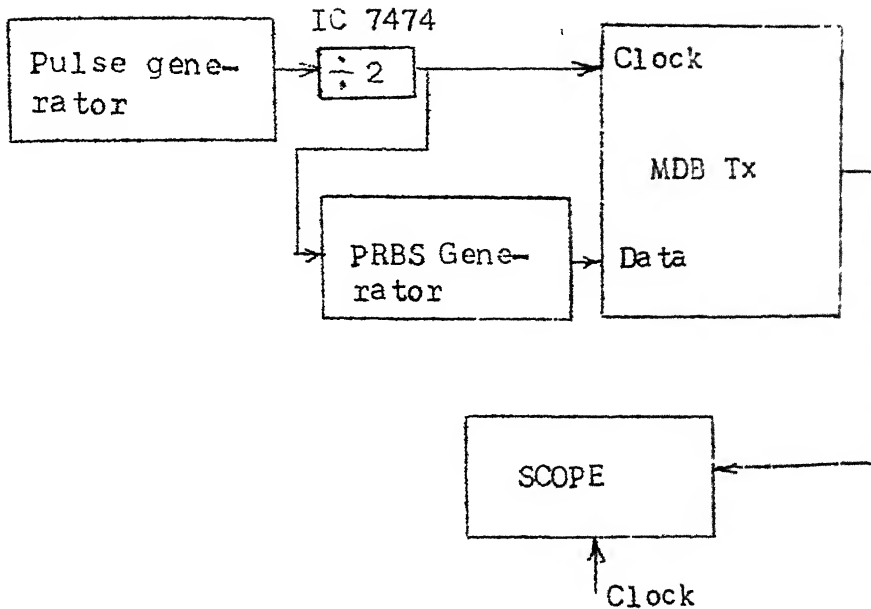 IC 7474
Pulse gene-
rator
÷ 2
Clock
MDB Tx
PRBS Gene-
rator
Data
SCOPE
Clock